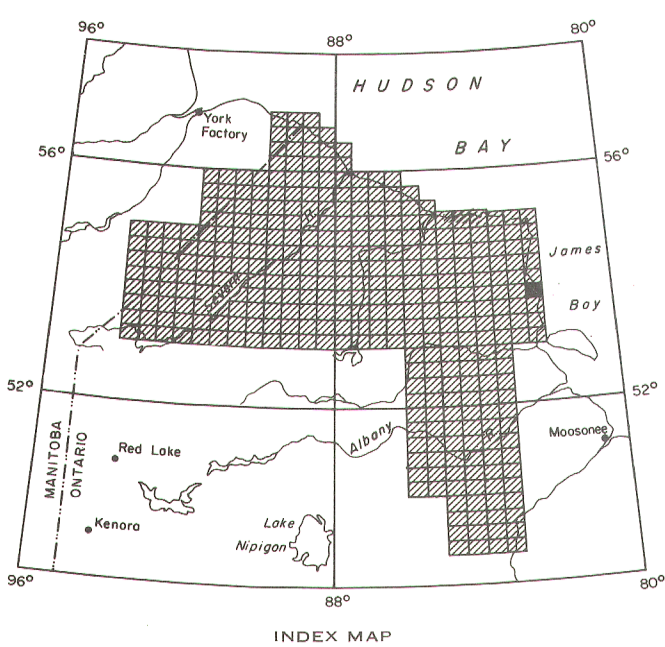 96°
88°
80°
HUDSON
BAY
York
Factory
56°
56°
James
Bay
Severn
R
52°
52°
MANITOBA
ONTARIO
Red Lake
Albany
R
Moosonee
Kenora
Lake
Nipigon
96°
88°
80°
INDEX MAP